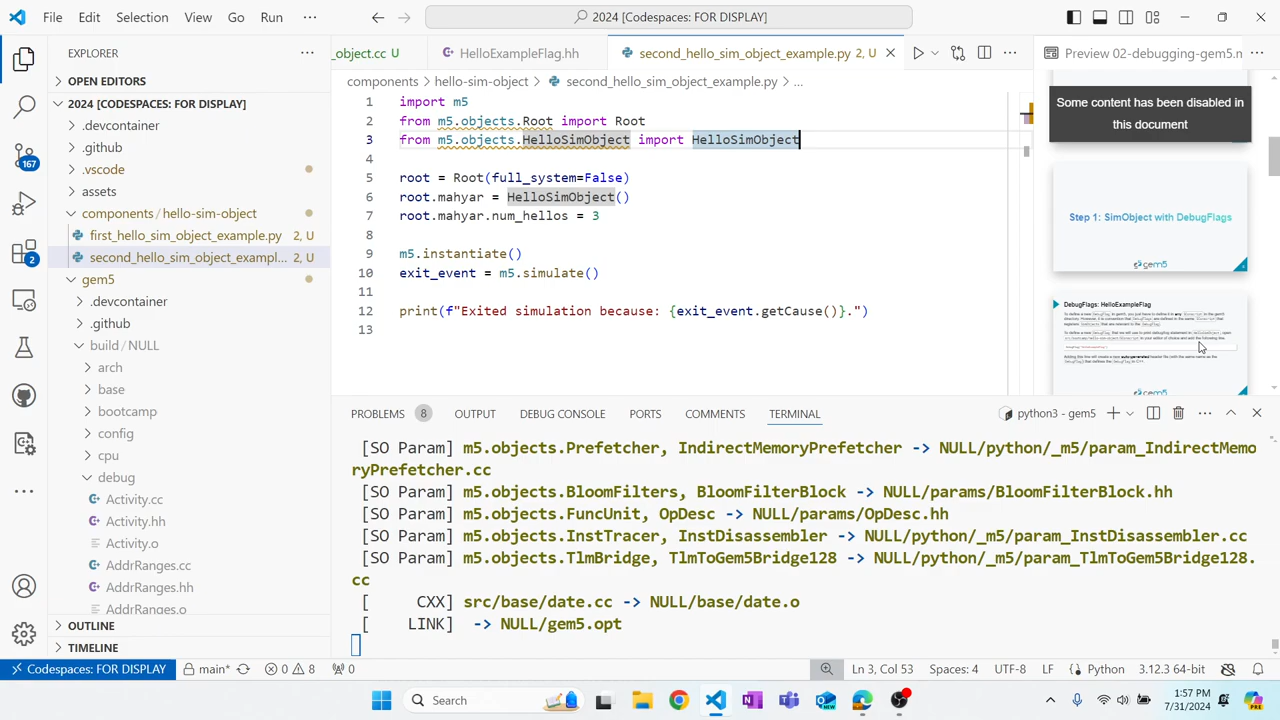 File Edit Selection View Go Run ··· 2024 [Codespaces: FOR DISPLAY]
EXPLORER
OPEN EDITORS
2024 [CODESPACES: FOR DISPLAY]
.devcontainer
.github
.vscode
assets
components / hello-sim-object
first_hello_sim_object_example.py 2, U
second_hello_sim_object_exampl... 2, U
gem5
.devcontainer
.github
build / NULL
arch
base
bootcamp
config
cpu
debug
Activity.cc
Activity.hh
Activity.o
AddrRanges.cc
AddrRanges.hh
AddrRanges.o
OUTLINE
TIMELINE
167
2
_object.cc U HelloExampleFlag.hh second_hello_sim_object_example.py 2, U
components > hello-sim-object > second_hello_sim_object_example.py > ...
1 import m5
2 from m5.objects.Root import Root
3 from m5.objects.HelloSimObject import HelloSimObject
4
5 root = Root(full_system=False)
6 root.mahyar = HelloSimObject()
7 root.mahyar.num_hellos = 3
8
9 m5.instantiate()
10 exit_event = m5.simulate()
11
12 print(f"Exited simulation because: {exit_event.getCause()}.")
13
Preview 02-debugging-gem5.n
Some content has been disabled in
this document
Step 1: SimObject with DebugFlags
gem5
DebugFlags: HelloExampleFlag
gem5
PROBLEMS 8 OUTPUT DEBUG CONSOLE PORTS COMMENTS TERMINAL python3 - gem5
[SO Param] m5.objects.Prefetcher, IndirectMemoryPrefetcher -> NULL/python/_m5/param_IndirectMemo
ryPrefetcher.cc
[SO Param] m5.objects.BloomFilters, BloomFilterBlock -> NULL/params/BloomFilterBlock.hh
[SO Param] m5.objects.FuncUnit, OpDesc -> NULL/params/OpDesc.hh
[SO Param] m5.objects.InstTracer, InstDisassembler -> NULL/python/_m5/param_InstDisassembler.cc
[SO Param] m5.objects.TlmBridge, TlmToGem5Bridge128 -> NULL/python/_m5/param_TlmToGem5Bridge128.
cc
[ CXX] src/base/date.cc -> NULL/base/date.o
[ LINK] -> NULL/gem5.opt
Codespaces: FOR DISPLAY main* 0 8 0 Ln 3, Col 53 Spaces: 4 UTF-8 LF Python 3.12.3 64-bit
Search
1:57 PM
7/31/2024